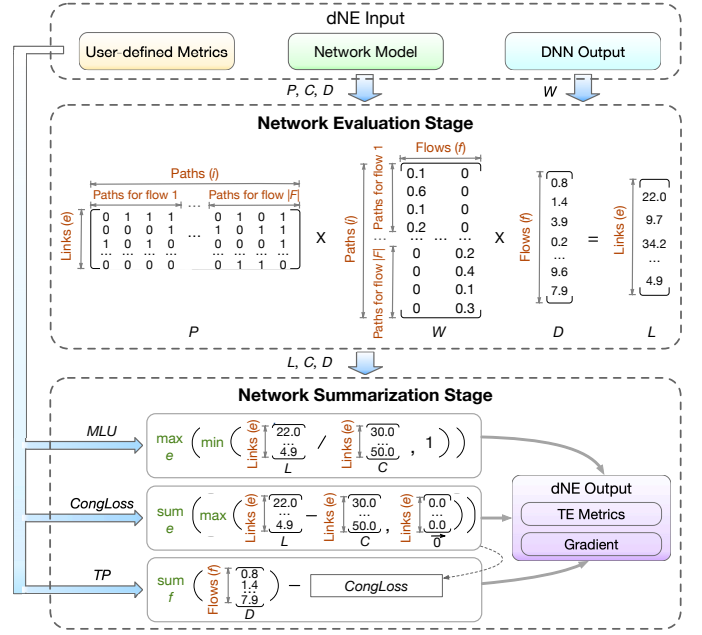 dNE Input
User-defined Metrics
Network Model
DNN Output
P, C, D
W
Network Evaluation Stage
Paths (i)
Paths for flow 1 ... Paths for flow |F|
Links (e)
0 1 1 1 0 1 0 1
0 0 0 1 ... 1 0 0 1
1 0 1 0 0 0 0 1
... ... ... ... ... ... ... ...
0 0 0 0 0 1 1 0
P
X
Flows (f)
Paths (i)
Paths for flow 1
...
Paths for flow |F|
0.1 0
0.6 0
0.1 0
0.2 0
... ... ...
0 0.2
0 0.4
0 0.1
0 0.3
W
X
Flows (f)
0.8
1.4
3.9
0.2
...
9.6
7.9
D
=
Links (e)
22.0
9.7
34.2
...
4.9
L
L, C, D
Network Summarization Stage
MLU
max
e
( min ( Links (e) 22.0 ... 4.9 L / Links (e) 30.0 ... 50.0 C , 1 ) )
CongLoss
sum
e
( max ( Links (e) 22.0 ... 4.9 L − Links (e) 30.0 ... 50.0 C , Links (e) 0.0 ... 0.0 0 ) )
TP
sum
f
( Flows (f) 0.8 1.4 ... 7.9 D ) − CongLoss
dNE Output
TE Metrics
Gradient